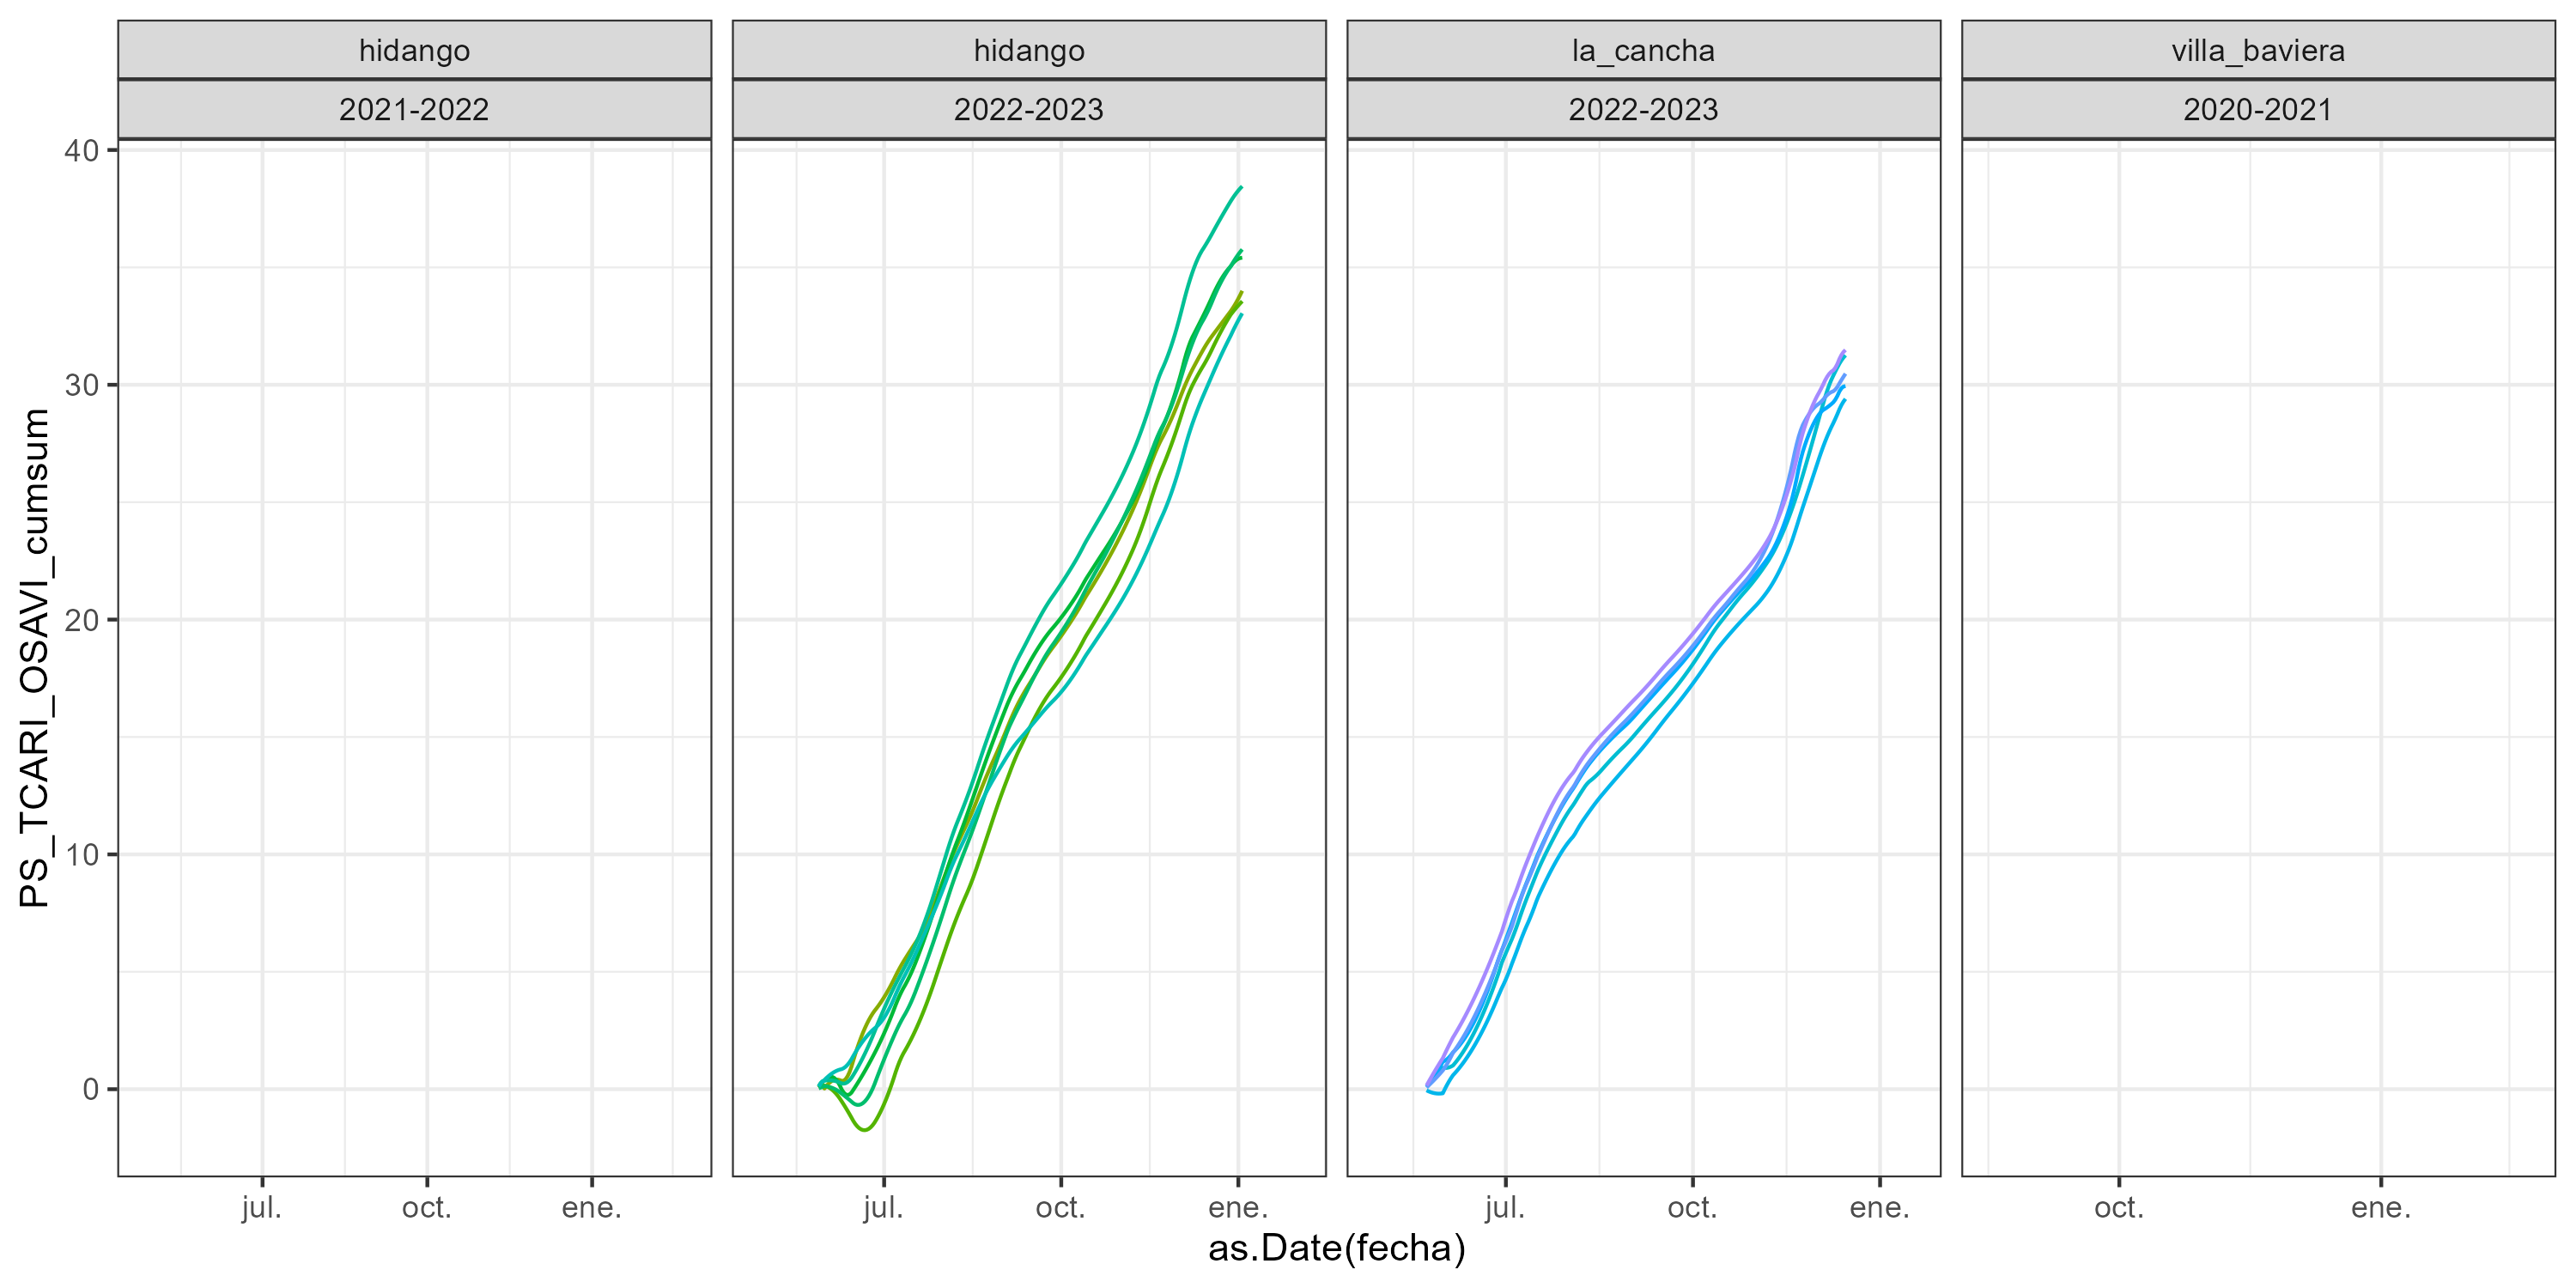 hidango hidango la_cancha villa_baviera
2021-2022 2022-2023 2022-2023 2020-2021
PS_TCARI_OSAVI_cumsum
40
30
20
10
0
jul. oct. ene. jul. oct. ene. jul. oct. ene. oct. ene.
as.Date(fecha)